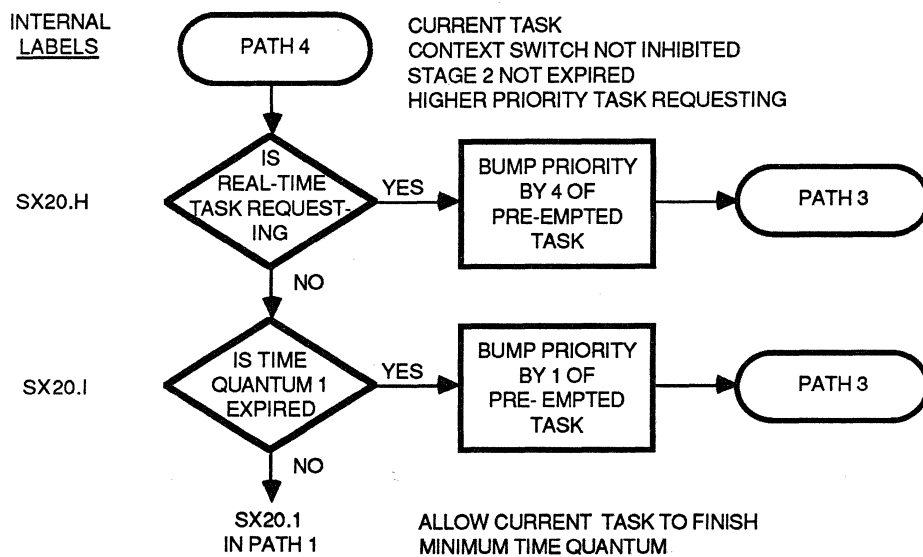 INTERNAL
LABELS
PATH 4
CURRENT TASK
CONTEXT SWITCH NOT INHIBITED
STAGE 2 NOT EXPIRED
HIGHER PRIORITY TASK REQUESTING
SX20.H
IS
REAL-TIME
TASK REQUEST-
ING
YES
BUMP PRIORITY
BY 4 OF
PRE-EMPTED
TASK
PATH 3
NO
SX20.I
IS TIME
QUANTUM 1
EXPIRED
YES
BUMP PRIORITY
BY 1 OF
PRE- EMPTED
TASK
PATH 3
NO
SX20.1
IN PATH 1
ALLOW CURRENT TASK TO FINISH
MINIMUM TIME QUANTUM